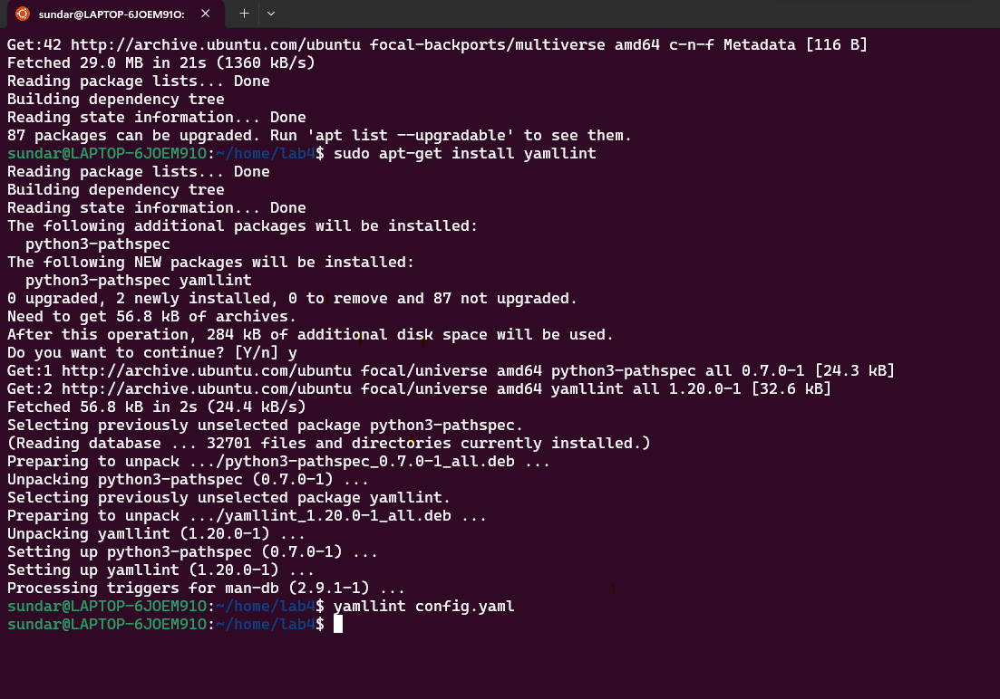 sundar@LAPTOP-6JOEM91O:
Get:42 http://archive.ubuntu.com/ubuntu focal-backports/multiverse amd64 c-n-f Metadata [116 B]
Fetched 29.0 MB in 21s (1360 kB/s)
Reading package lists... Done
Building dependency tree
Reading state information... Done
87 packages can be upgraded. Run 'apt list --upgradable' to see them.
sundar@LAPTOP-6JOEM91O:~/home/lab4$ sudo apt-get install yamllint
Reading package lists... Done
Building dependency tree
Reading state information... Done
The following additional packages will be installed:
  python3-pathspec
The following NEW packages will be installed:
  python3-pathspec yamllint
0 upgraded, 2 newly installed, 0 to remove and 87 not upgraded.
Need to get 56.8 kB of archives.
After this operation, 284 kB of additional disk space will be used.
Do you want to continue? [Y/n] y
Get:1 http://archive.ubuntu.com/ubuntu focal/universe amd64 python3-pathspec all 0.7.0-1 [24.3 kB]
Get:2 http://archive.ubuntu.com/ubuntu focal/universe amd64 yamllint all 1.20.0-1 [32.6 kB]
Fetched 56.8 kB in 2s (24.4 kB/s)
Selecting previously unselected package python3-pathspec.
(Reading database ... 32701 files and directories currently installed.)
Preparing to unpack .../python3-pathspec_0.7.0-1_all.deb ...
Unpacking python3-pathspec (0.7.0-1) ...
Selecting previously unselected package yamllint.
Preparing to unpack .../yamllint_1.20.0-1_all.deb ...
Unpacking yamllint (1.20.0-1) ...
Setting up python3-pathspec (0.7.0-1) ...
Setting up yamllint (1.20.0-1) ...
Processing triggers for man-db (2.9.1-1) ...
sundar@LAPTOP-6JOEM91O:~/home/lab4$ yamllint config.yaml
sundar@LAPTOP-6JOEM91O:~/home/lab4$